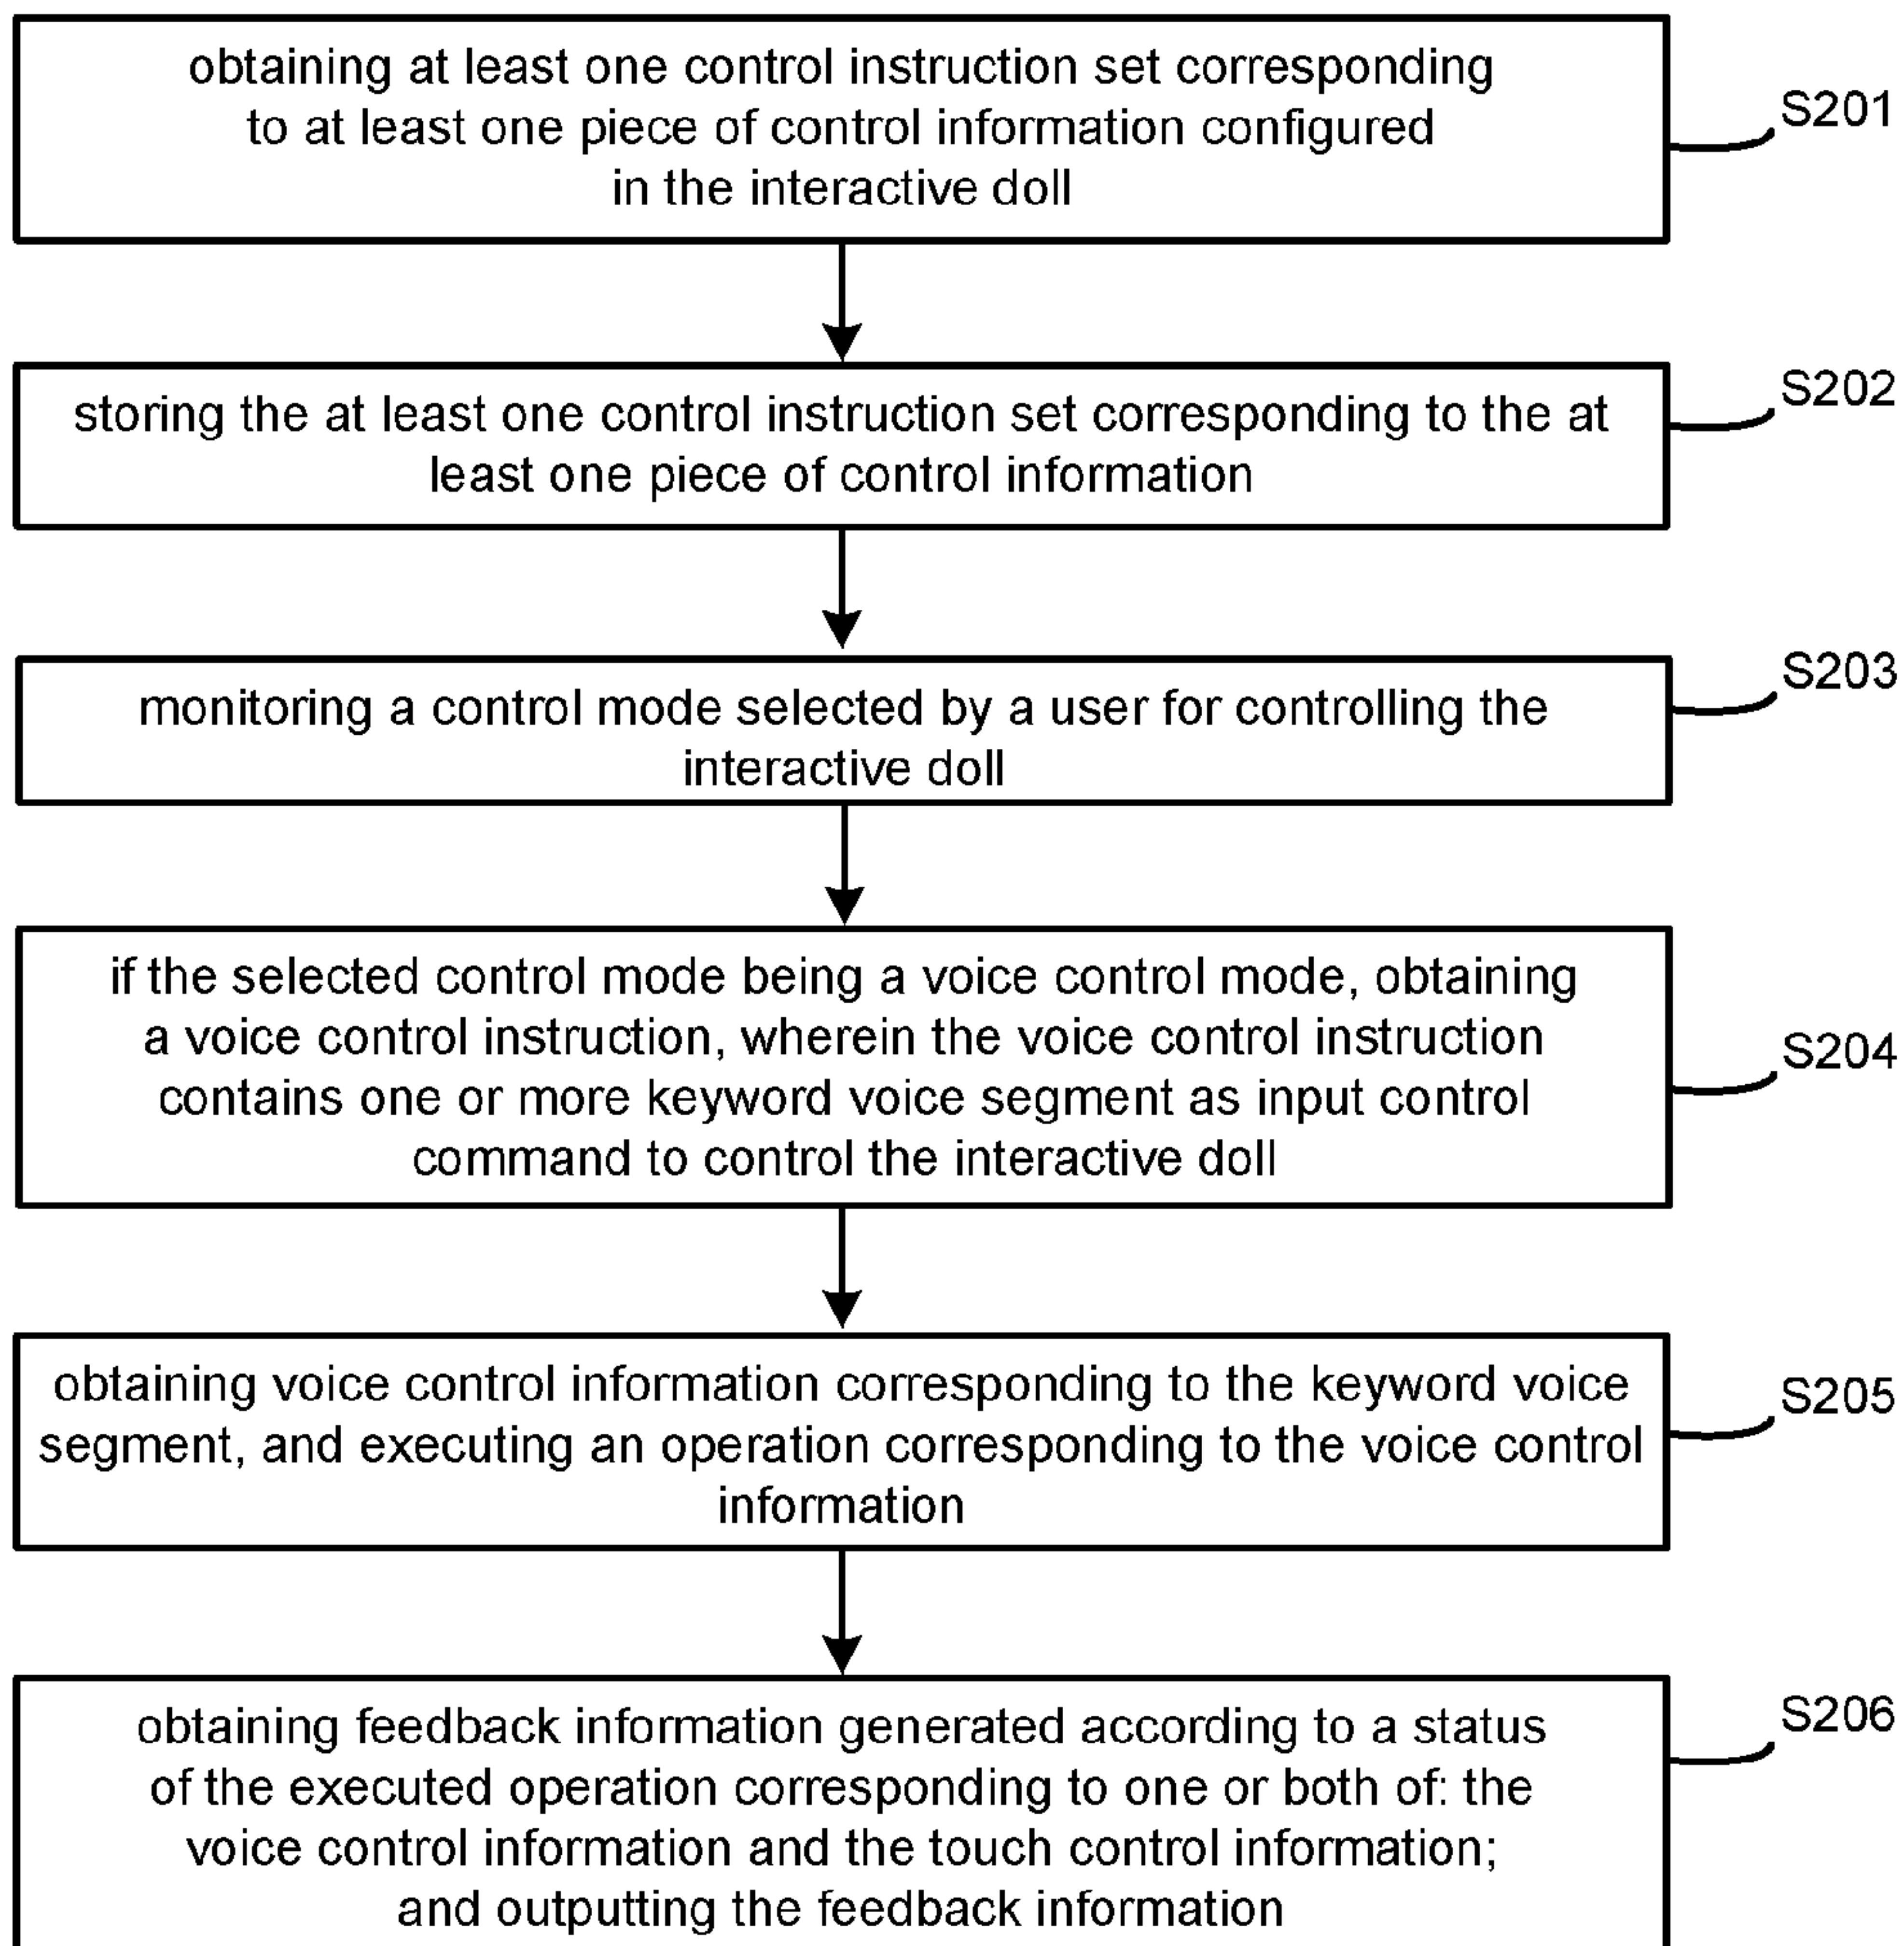 obtaining at least one control instruction set corresponding
to at least one piece of control information configured
in the interactive doll
S201
storing the at least one control instruction set corresponding to the at
least one piece of control information
S202
monitoring a control mode selected by a user for controlling the
interactive doll
S203
if the selected control mode being a voice control mode, obtaining
a voice control instruction, wherein the voice control instruction
contains one or more keyword voice segment as input control
command to control the interactive doll
S204
obtaining voice control information corresponding to the keyword voice
segment, and executing an operation corresponding to the voice control
information
S205
obtaining feedback information generated according to a status
of the executed operation corresponding to one or both of: the
voice control information and the touch control information;
and outputting the feedback information
S206